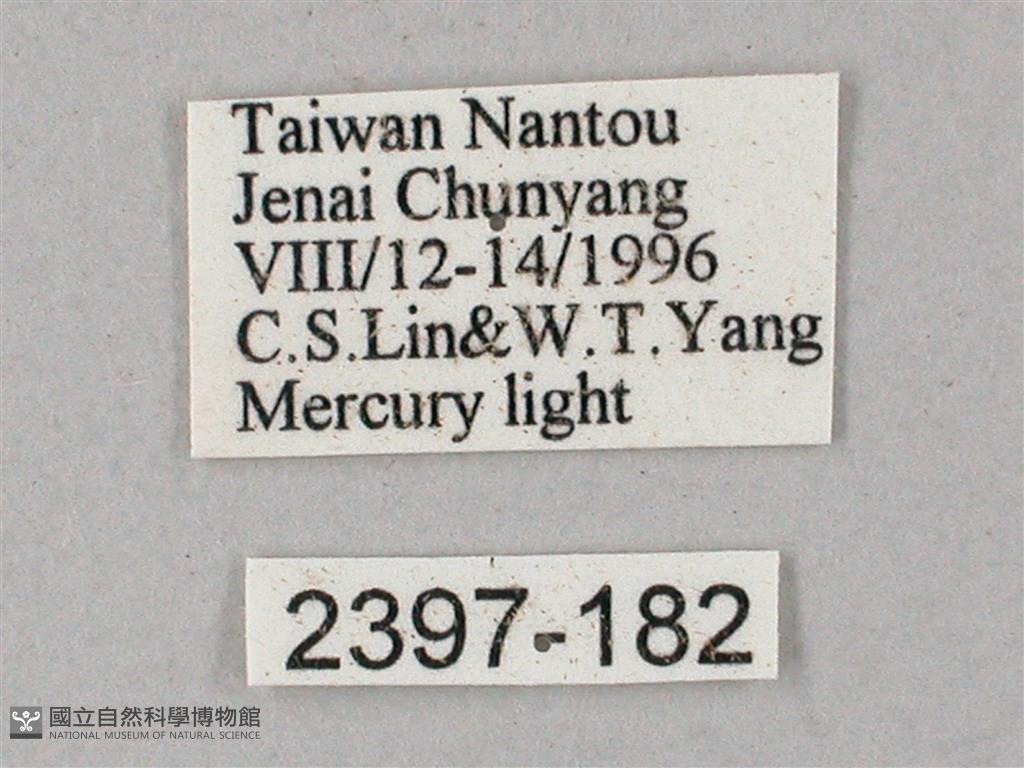 Taiwan Nantou
Jenai Chunyang
VIII/12-14/1996
C.S.Lin&W.T.Yang
Mercury light
2397-182
國立自然科學博物館
NATIONAL MUSEUM OF NATURAL SCIENCE